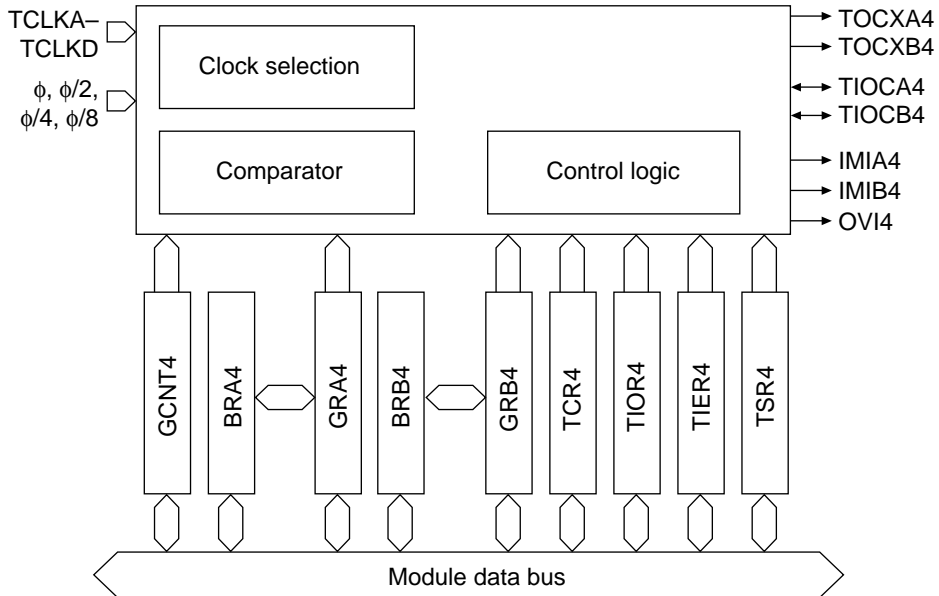 TCLKA–
TCLKD
ϕ, ϕ/2,
ϕ/4, ϕ/8
Clock selection
Comparator
Control logic
TOCXA4
TOCXB4
TIOCA4
TIOCB4
IMIA4
IMIB4
OVI4
GCNT4
BRA4
GRA4
BRB4
GRB4
TCR4
TIOR4
TIER4
TSR4
Module data bus